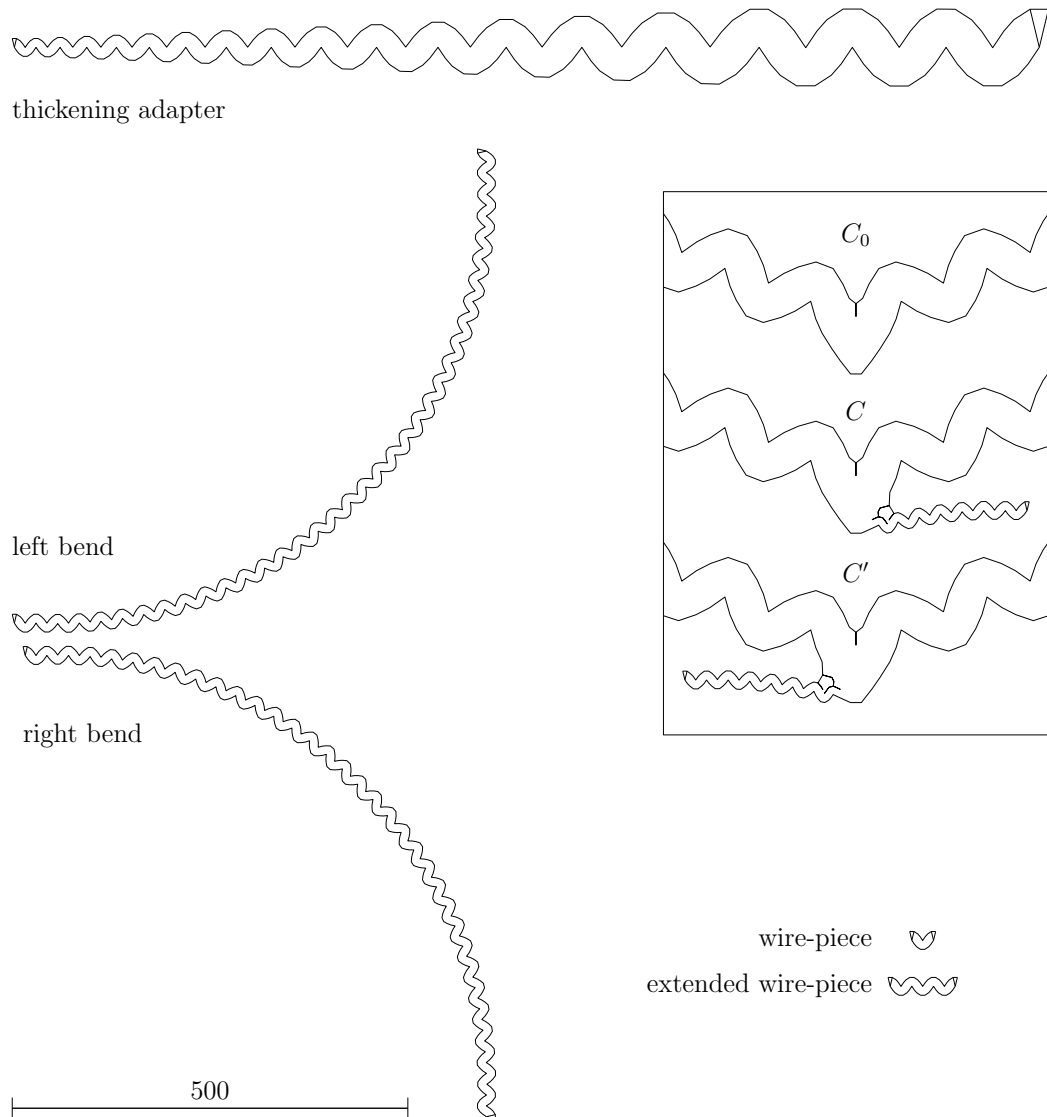 thickening adapter
C₀
C
left bend
C′
right bend
wire-piece
extended wire-piece
500